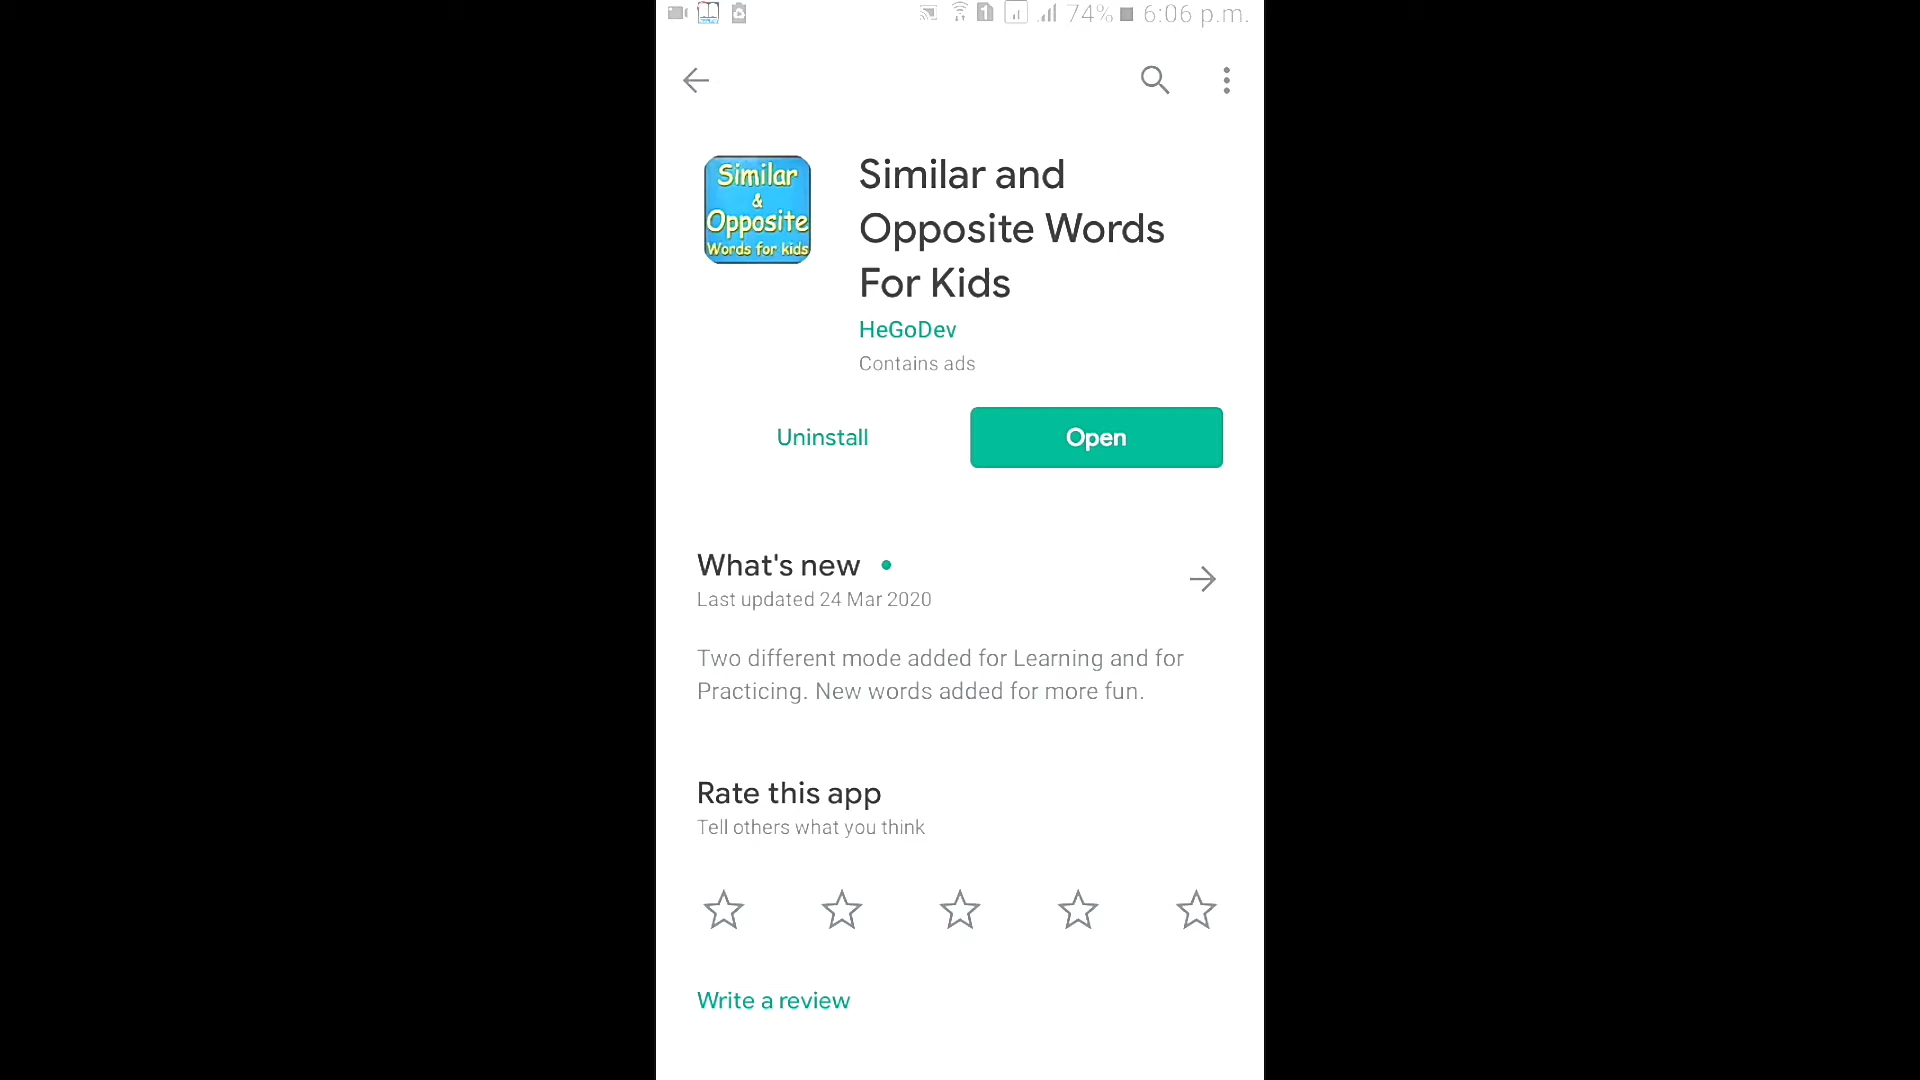 74% 6:06 p.m.
Similar
&
Opposite
Words for kids
Similar and
Opposite Words
For Kids
HeGoDev
Contains ads
Uninstall
Open
What's new
Last updated 24 Mar 2020
Two different mode added for Learning and for
Practicing. New words added for more fun.
Rate this app
Tell others what you think
Write a review